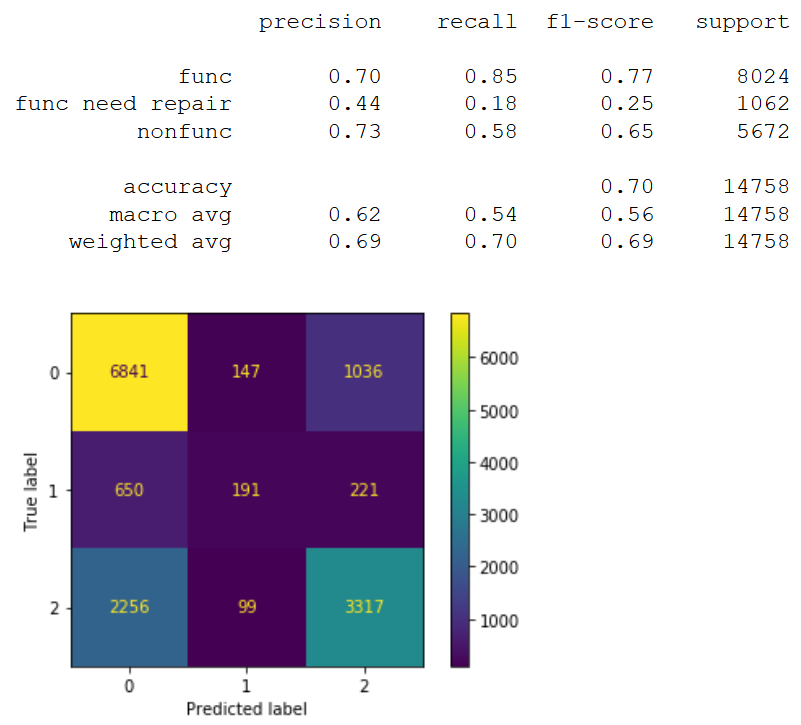 precision recall f1-score support
func 0.70 0.85 0.77 8024
func need repair 0.44 0.18 0.25 1062
nonfunc 0.73 0.58 0.65 5672
accuracy 0.70 14758
macro avg 0.62 0.54 0.56 14758
weighted avg 0.69 0.70 0.69 14758
0 6841 147 1036
1 650 191 221
2 2256 99 3317
0 1 2
Predicted label
True label
6000
5000
4000
3000
2000
1000